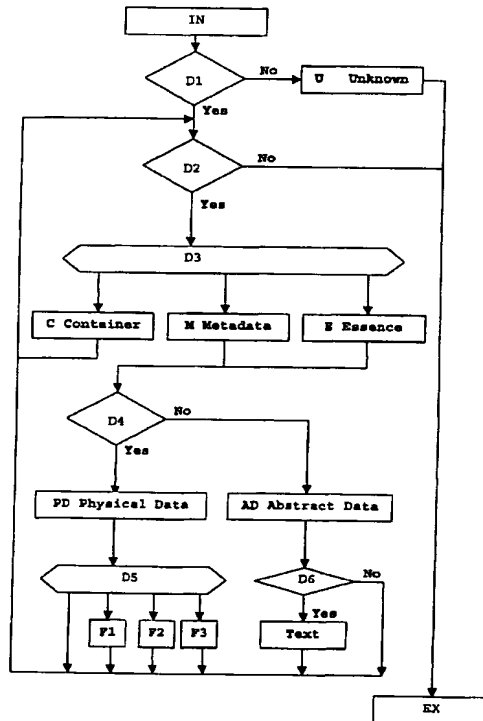 IN
D1
No
U Unknown
Yes
D2
No
Yes
D3
C Container
M Metadata
E Essence
D4
No
Yes
PD Physical Data
AD Abstract Data
D5
D6
No
Yes
F1
F2
F3
Text
EX